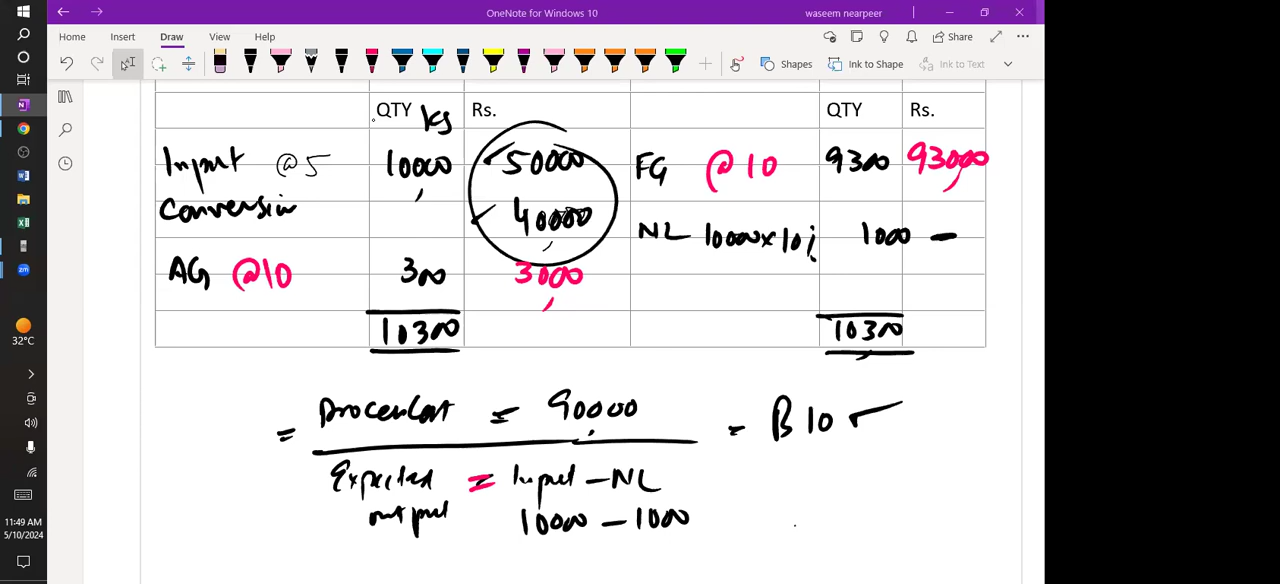 OneNote for Windows 10
waseem nearpeer
Home Insert Draw View Help
Share
Shapes Ink to Shape Ink to Text
QTY kg Rs. QTY Rs.
Input @5 10000 50000 FG @10 9300 93000
Conversion 40000 NL 10000x10% 1000 -
AG @10 300 3000
10300 10300
= Process Cost = 90000 = B 10
Expected = Input - NL
output 10000 - 1000
32°C
11:49 AM
5/10/2024